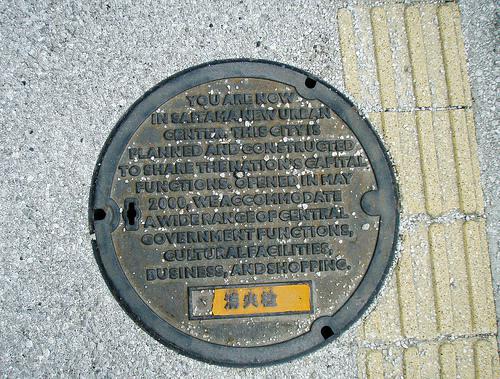 YOU ARE NOW
IN SAITAMA NEW URBAN
CENTER. THIS CITY IS
PLANNED AND CONSTRUCTED
TO SHARE THE NATION'S CAPITAL
FUNCTIONS. OPENED IN MAY
2000, WE ACCOMMODATE
A WIDE RANGE OF CENTRAL
GOVERNMENT FUNCTIONS,
CULTURAL FACILITIES,
BUSINESS, AND SHOPPING.
消火栓